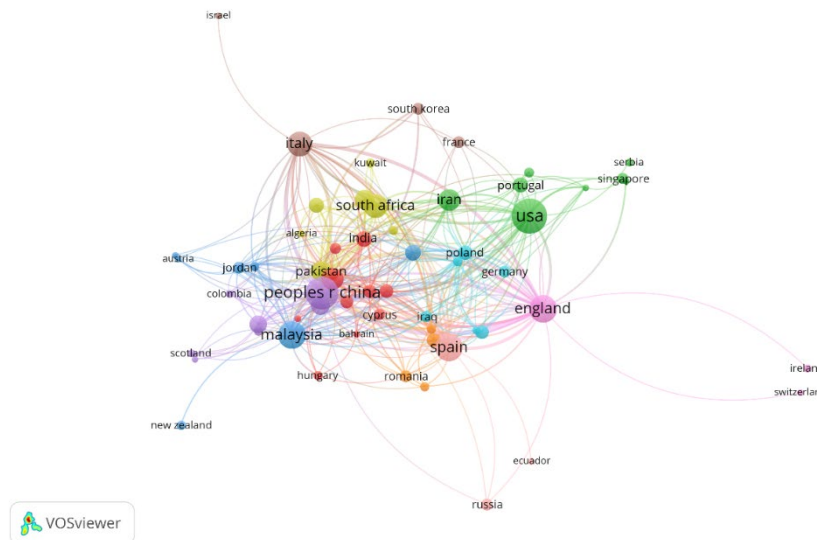 israel
south korea
italy
france
kuwait
serbia
singapore
portugal
iran
south africa
usa
algeria
india
poland
austria
jordan
pakistan
germany
colombia
peoples r china
england
cyprus
iraq
malaysia
bahrain
spain
scotland
hungary
romania
irelan
switzerlan
new zealand
ecuador
russia
VOSviewer